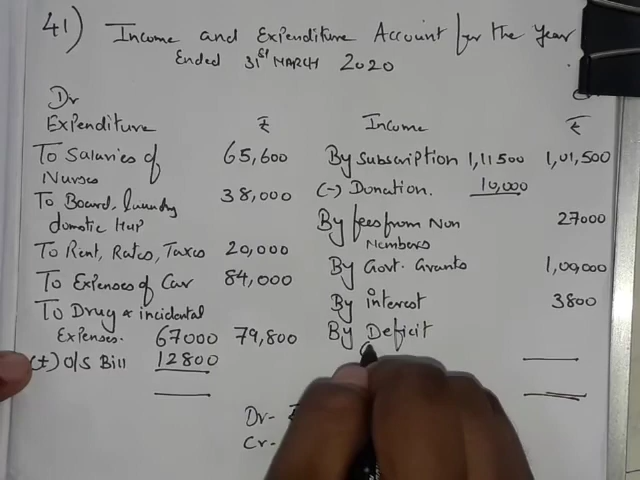 41) Income and Expenditure Account for the Year
Ended 31st MARCH 2020
Dr
Expenditure ₹ Income ₹
To Salaries of 65,600 By Subscription 1,11500 1,01,500
Nurses (-) Donation. 10,000
To Board, laundry 38,000 By fees from Non 27000
domotic Help Numbers
To Rent, Rates, Taxes 20,000 By Govt. Grants 1,00,000
To Expenses of Car 84,000 By interest 3800
To Drug & incidental By Deficit
Expenses. 67000 79,800
(+) O/S Bill 12800
Dr-
Cr-